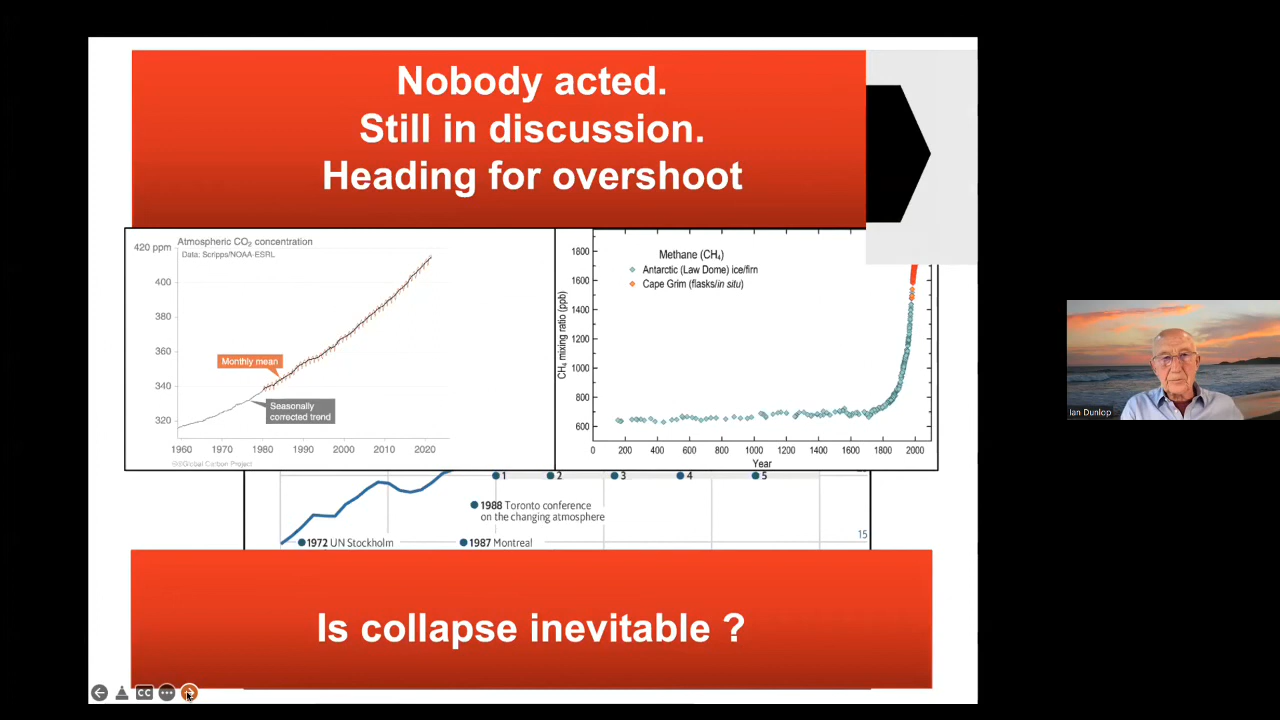 Nobody acted.
Still in discussion.
Heading for overshoot
Atmospheric CO₂ concentration
Data: Scripps/NOAA-ESRL
420 ppm
400
380
360
340
320
Monthly mean
Seasonally
corrected trend
1960 1970 1980 1990 2000 2010 2020
Global Carbon Project
Methane (CH₄)
Antarctic (Law Dome) ice/firn
Cape Grim (flasks/in situ)
CH₄ mixing ratio (ppb)
1800
1600
1400
1200
1000
800
600
0 200 400 600 800 1000 1200 1400 1600 1800 2000
Year
1 2 3 4 5
1988 Toronto conference
on the changing atmosphere
15
1972 UN Stockholm
1987 Montreal
Is collapse inevitable ?
CC
Ian Dunlop